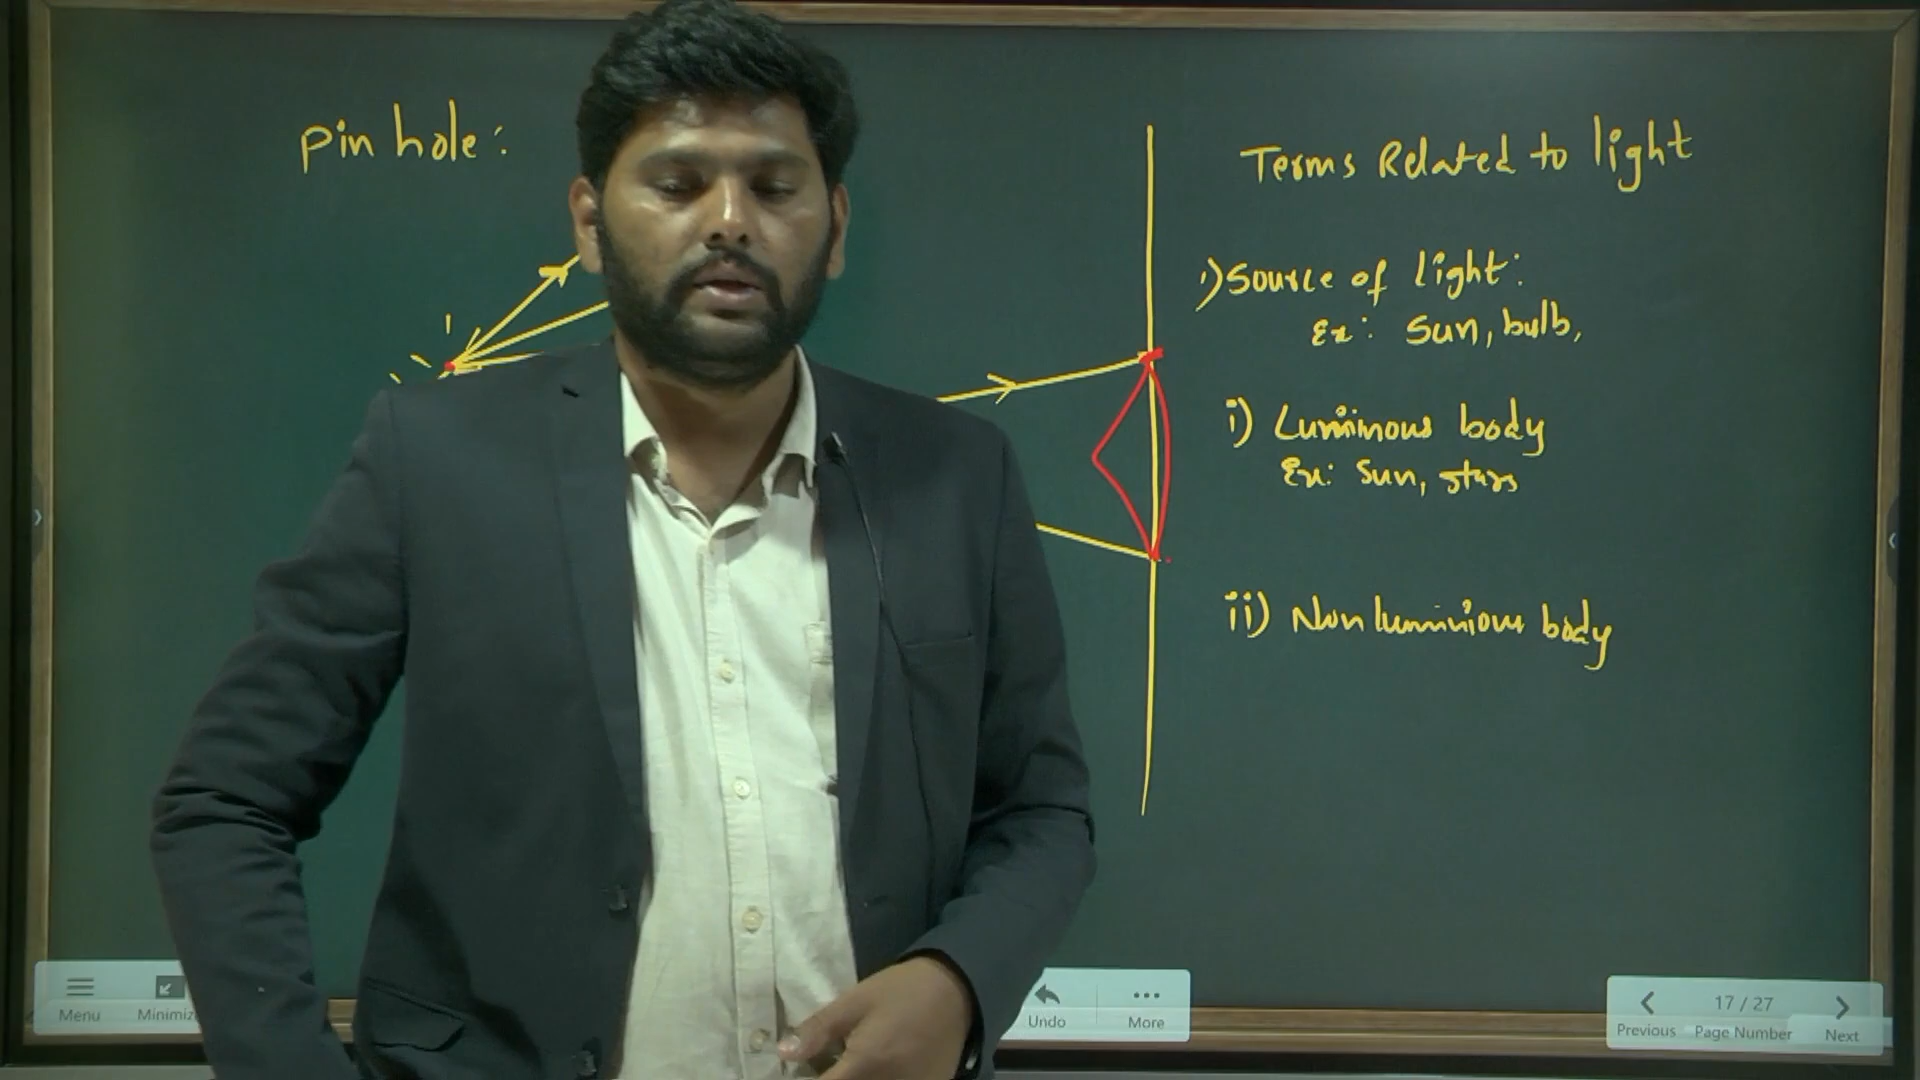 Pin hole:
Terms Related to light
1) Source of light:
Ex: Sun, bulb,
i) Luminous body
Ex: Sun, stars
ii) Non luminious body
Menu
Undo
More
17 / 27
Previous
Page Number
Next